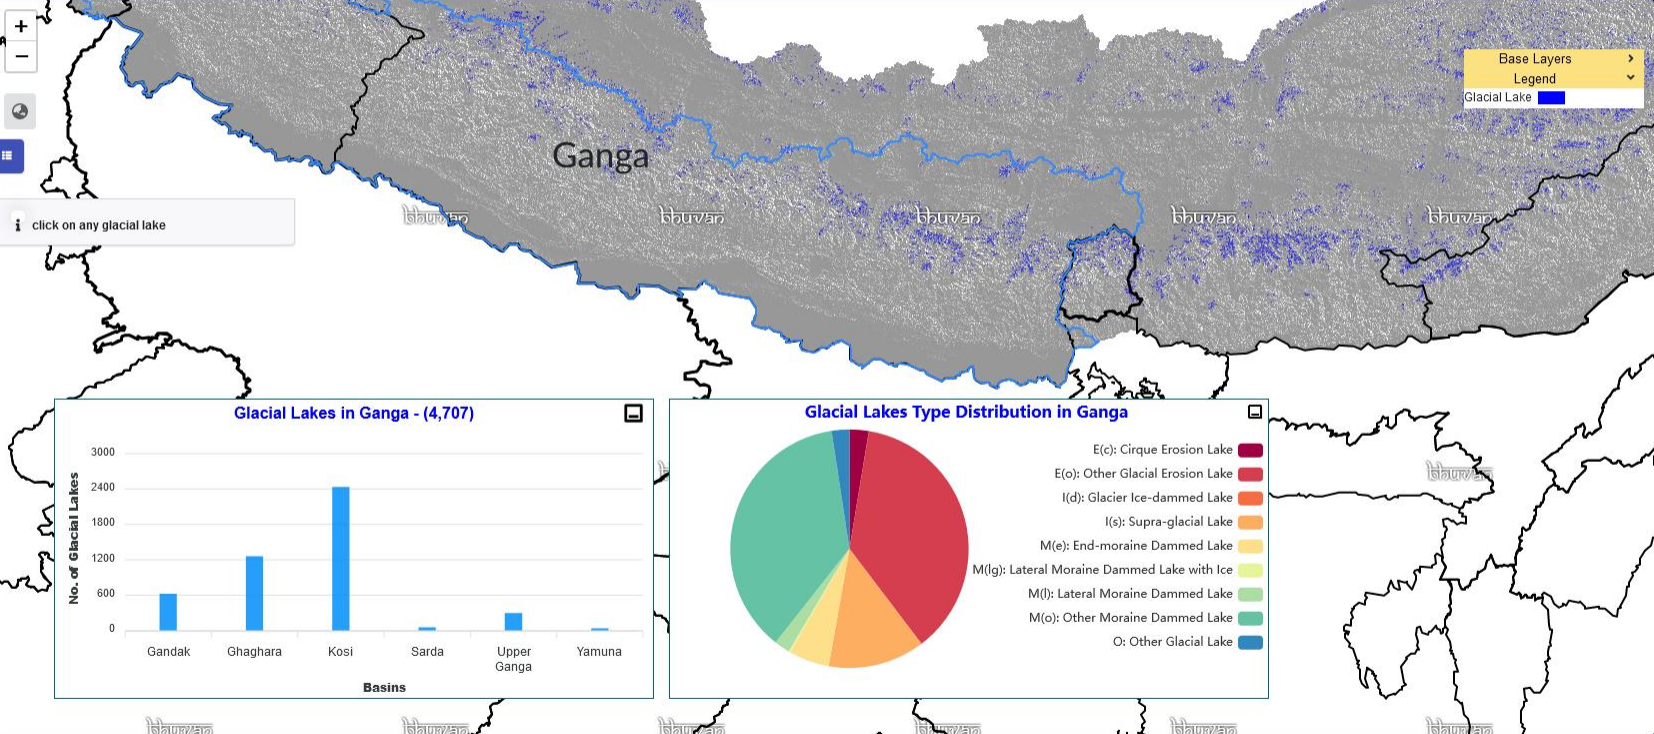 +
−
Base Layers
Legend
Glacial Lake
Ganga
click on any glacial lake
bhuvan
bhuvan
bhuvan
bhuvan
bhuvan
Glacial Lakes in Ganga - (4,707)
No. of Glacial Lakes
3000
2400
1800
1200
600
0
Gandak
Ghaghara
Kosi
Sarda
Upper
Ganga
Yamuna
Basins
Glacial Lakes Type Distribution in Ganga
E(c): Cirque Erosion Lake
E(o): Other Glacial Erosion Lake
I(d): Glacier Ice-dammed Lake
I(s): Supra-glacial Lake
M(e): End-moraine Dammed Lake
M(lg): Lateral Moraine Dammed Lake with Ice
M(l): Lateral Moraine Dammed Lake
M(o): Other Moraine Dammed Lake
O: Other Glacial Lake
bhuvan
bhuvan
bhuvan
bhuvan
bhuvan
bhuvan
bhuvan